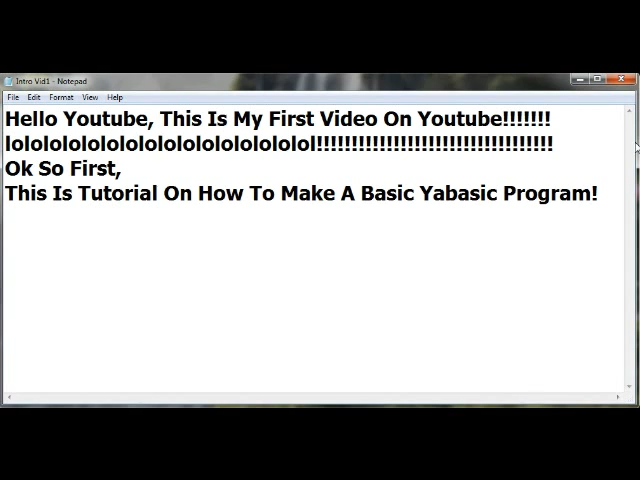 Intro Vid1 - Notepad
File Edit Format View Help
Hello Youtube, This Is My First Video On Youtube!!!!!!!
lolololololololololololololololololol!!!!!!!!!!!!!!!!!!!!!!!!!!!!!!!!!!
Ok So First,
This Is Tutorial On How To Make A Basic Yabasic Program!